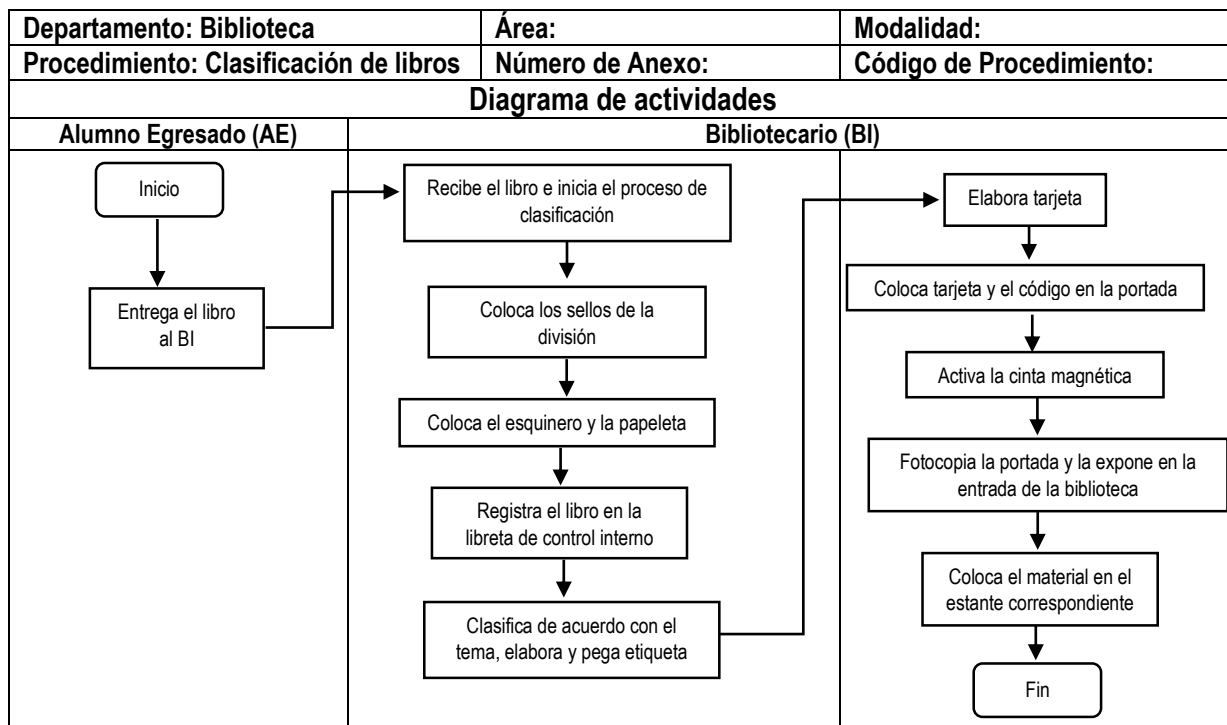 Departamento: Biblioteca
Área:
Modalidad:
Procedimiento: Clasificación de libros
Número de Anexo:
Código de Procedimiento:
Diagrama de actividades
Alumno Egresado (AE)
Bibliotecario (BI)
Inicio
Entrega el libro
al BI
Recibe el libro e inicia el proceso de
clasificación
Coloca los sellos de la
división
Coloca el esquinero y la papeleta
Registra el libro en la
libreta de control interno
Clasifica de acuerdo con el
tema, elabora y pega etiqueta
Elabora tarjeta
Coloca tarjeta y el código en la portada
Activa la cinta magnética
Fotocopia la portada y la expone en la
entrada de la biblioteca
Coloca el material en el
estante correspondiente
Fin